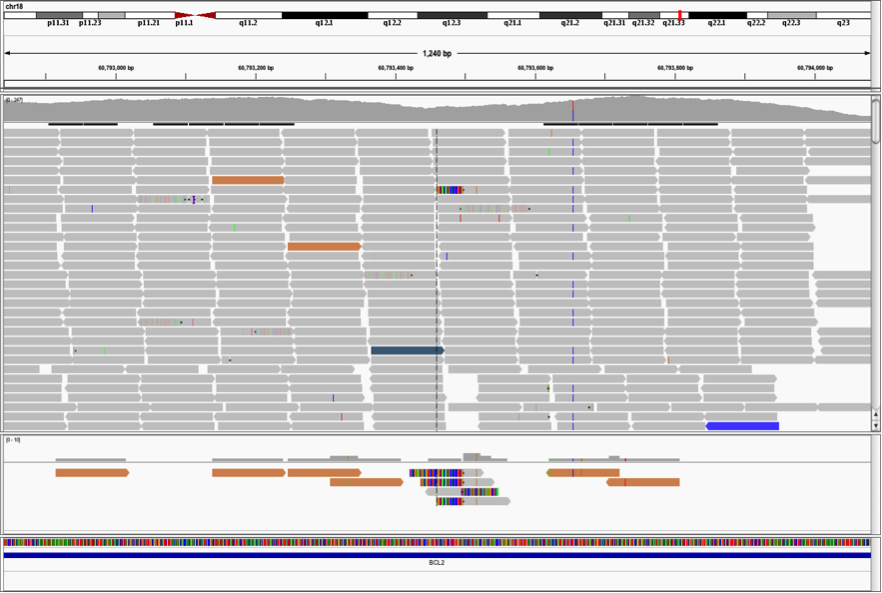 chr18
p11.31 p11.23 p11.21 p11.1 q11.2 q12.1 q12.2 q12.3 q21.1 q21.2 q21.31 q21.32 q21.33 q22.1 q22.2 q22.3 q23
1,240 bp
60,793,000 bp 60,793,200 bp 60,793,400 bp 60,793,600 bp 60,793,800 bp 60,794,000 bp
[0 - 247]
[0 - 10]
BCL2